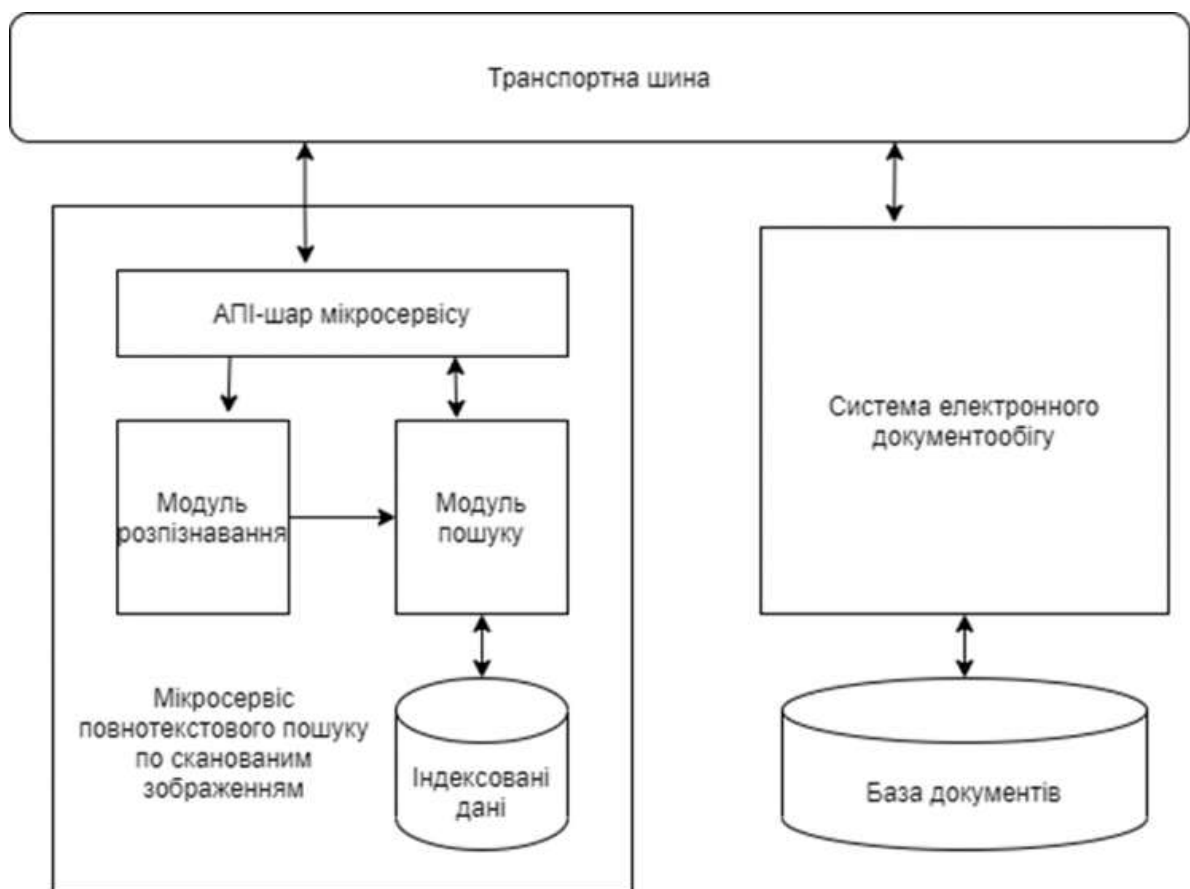 Транспортна шина
АПІ-шар мікросервісу
Модуль
розпізнавання
Модуль
пошуку
Система електронного
документообігу
Мікросервіс
повнотекстового пошуку
по сканованим
зображенням
Індексовані
дані
База документів